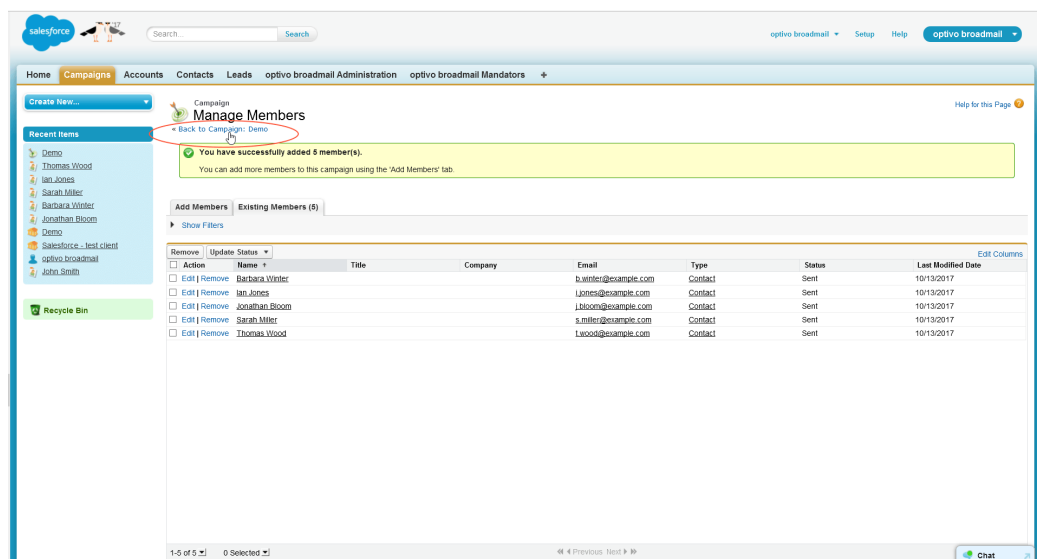 salesforce
Search... Search optivo broadmail Setup Help optivo broadmail
Home Campaigns Accounts Contacts Leads optivo broadmail Administration optivo broadmail Mandators +
Create New...
Recent Items
Demo
Thomas Wood
Ian Jones
Sarah Miller
Barbara Winter
Jonathan Bloom
Demo
Salesforce - test client
optivo broadmail
John Smith
Recycle Bin
Campaign
Manage Members
Help for this Page
« Back to Campaign: Demo
You have successfully added 5 member(s).
You can add more members to this campaign using the 'Add Members' tab.
Add Members Existing Members (5)
Show Filters
Remove Update Status Edit Columns
Action Name Title Company Email Type Status Last Modified Date
Edit | Remove Barbara Winter b.winter@example.com Contact Sent 10/13/2017
Edit | Remove Ian Jones i.jones@example.com Contact Sent 10/13/2017
Edit | Remove Jonathan Bloom j.bloom@example.com Contact Sent 10/13/2017
Edit | Remove Sarah Miller s.miller@example.com Contact Sent 10/13/2017
Edit | Remove Thomas Wood t.wood@example.com Contact Sent 10/13/2017
1-5 of 5 0 Selected Previous Next
Chat